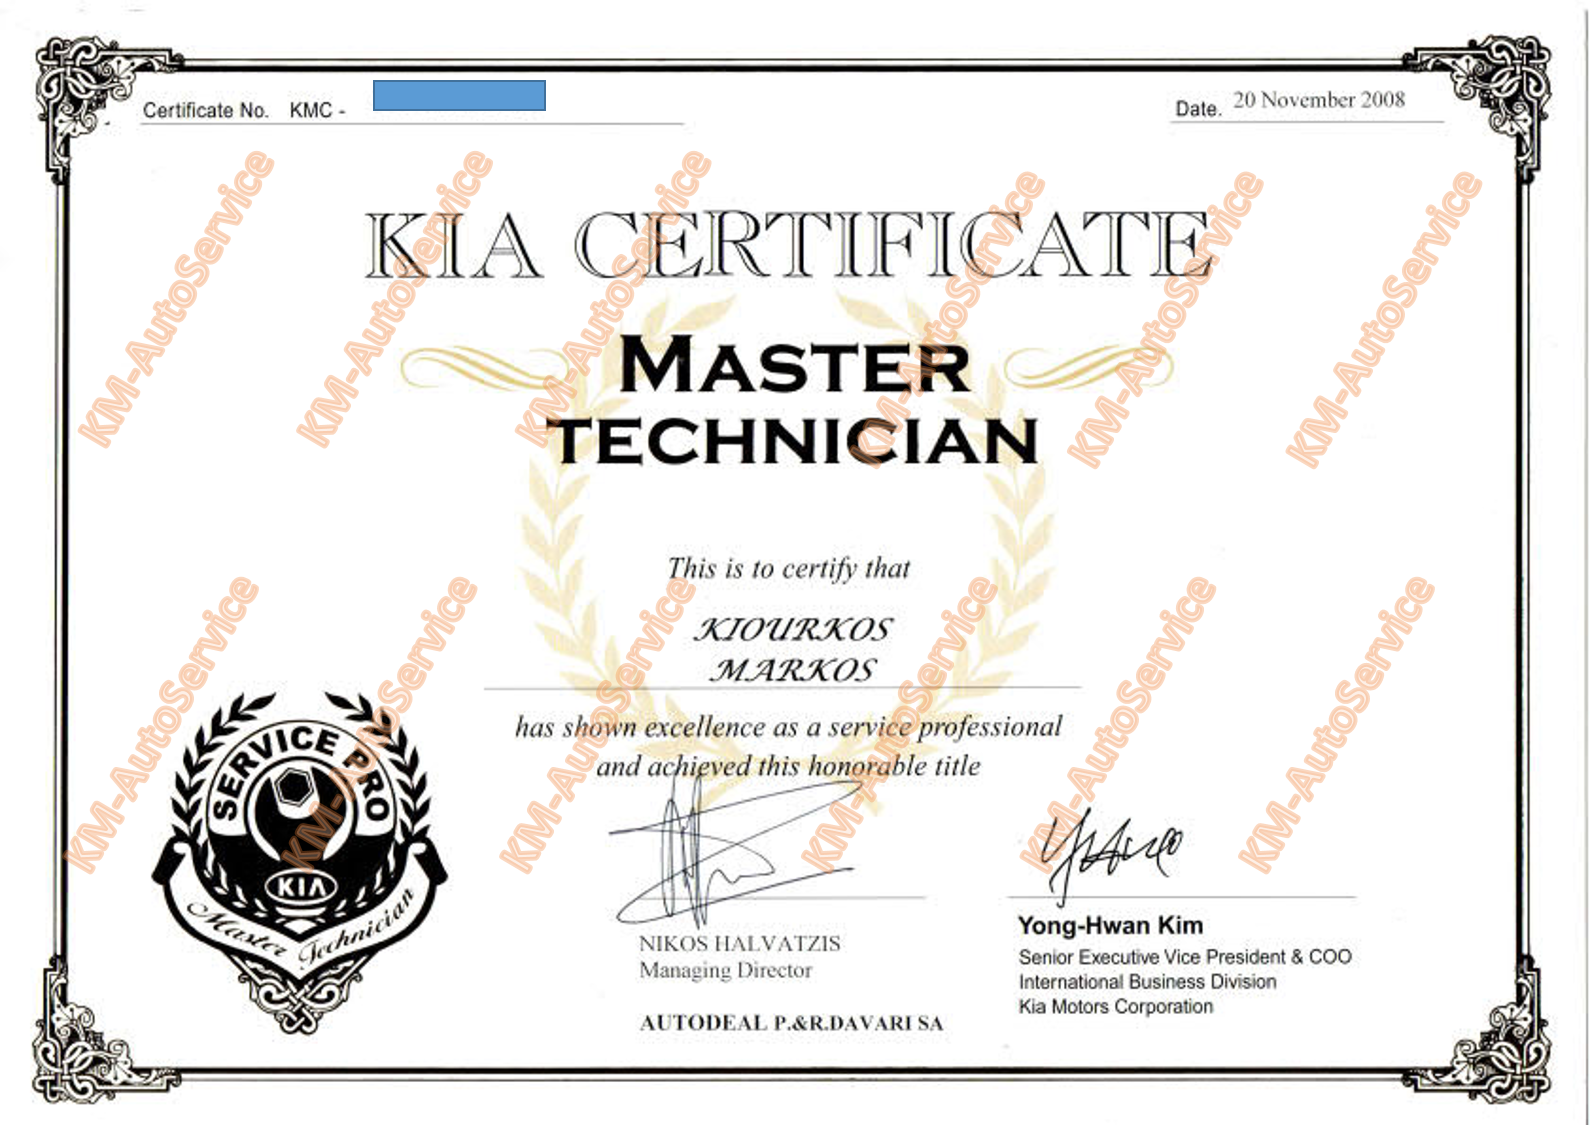 Certificate No. KMC -
Date. 20 November 2008
KIA CERTIFICATE
MASTER
TECHNICIAN
This is to certify that
KIOURKOS
MARKOS
has shown excellence as a service professional
and achieved this honorable title
SERVICE PRO
KIA
Master Technician
NIKOS HALVATZIS
Managing Director
AUTODEAL P.&R.DAVARI SA
Yong-Hwan Kim
Senior Executive Vice President & COO
International Business Division
Kia Motors Corporation
KM-AutoService
KM-AutoService
KM-AutoService
KM-AutoService
KM-AutoService
KM-AutoService
KM-AutoService
KM-AutoService
KM-AutoService
KM-AutoService
KM-AutoService
KM-AutoService